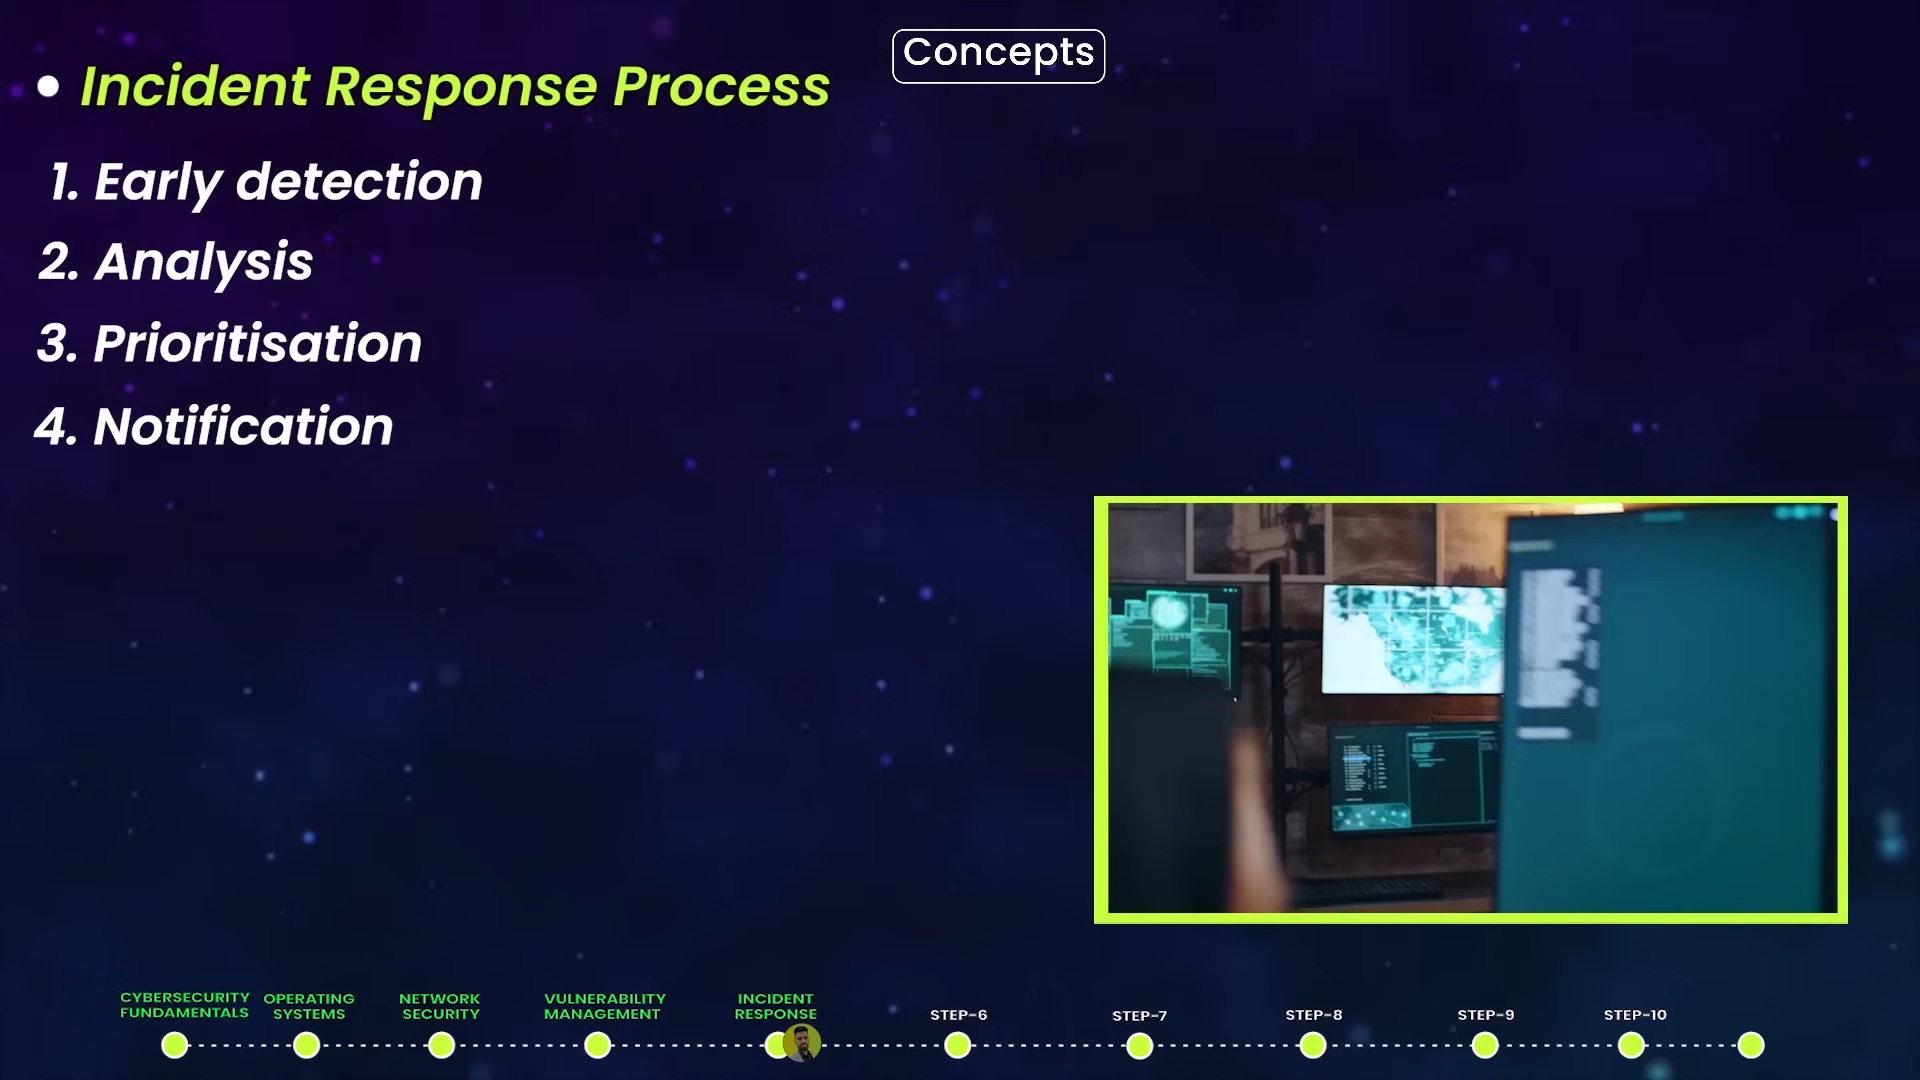 Concepts
• Incident Response Process
1. Early detection
2. Analysis
3. Prioritisation
4. Notification
CYBERSECURITY
FUNDAMENTALS
OPERATING
SYSTEMS
NETWORK
SECURITY
VULNERABILITY
MANAGEMENT
INCIDENT
RESPONSE
STEP-6
STEP-7
STEP-8
STEP-9
STEP-10